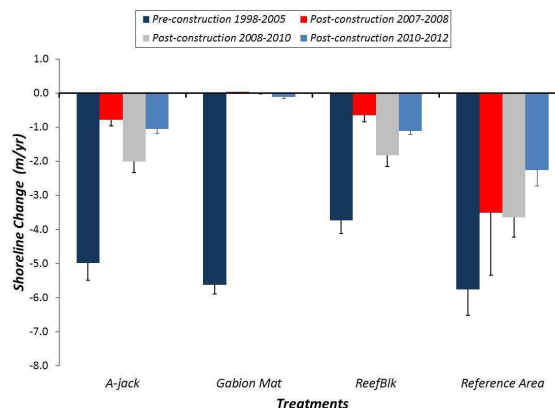 Pre-construction 1998-2005 Post-construction 2007-2008
Post-construction 2008-2010 Post-construction 2010-2012
1.0
0.0
-1.0
-2.0
-3.0
-4.0
-5.0
-6.0
-7.0
-8.0
Shoreline Change (m/yr)
A-jack Gabion Mat ReefBlk Reference Area
Treatments